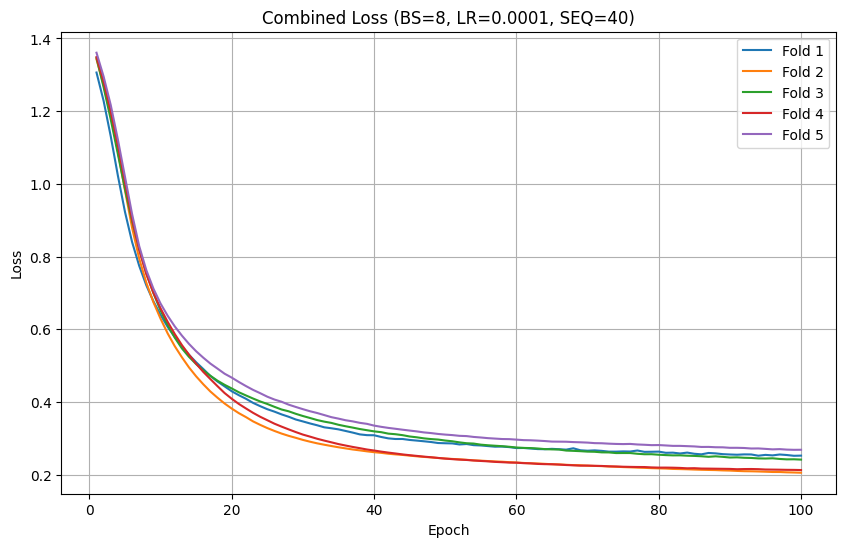 Combined Loss (BS=8, LR=0.0001, SEQ=40)
Fold 1
Fold 2
Fold 3
Fold 4
Fold 5
Loss
1.4
1.2
1.0
0.8
0.6
0.4
0.2
0 20 40 60 80 100
Epoch